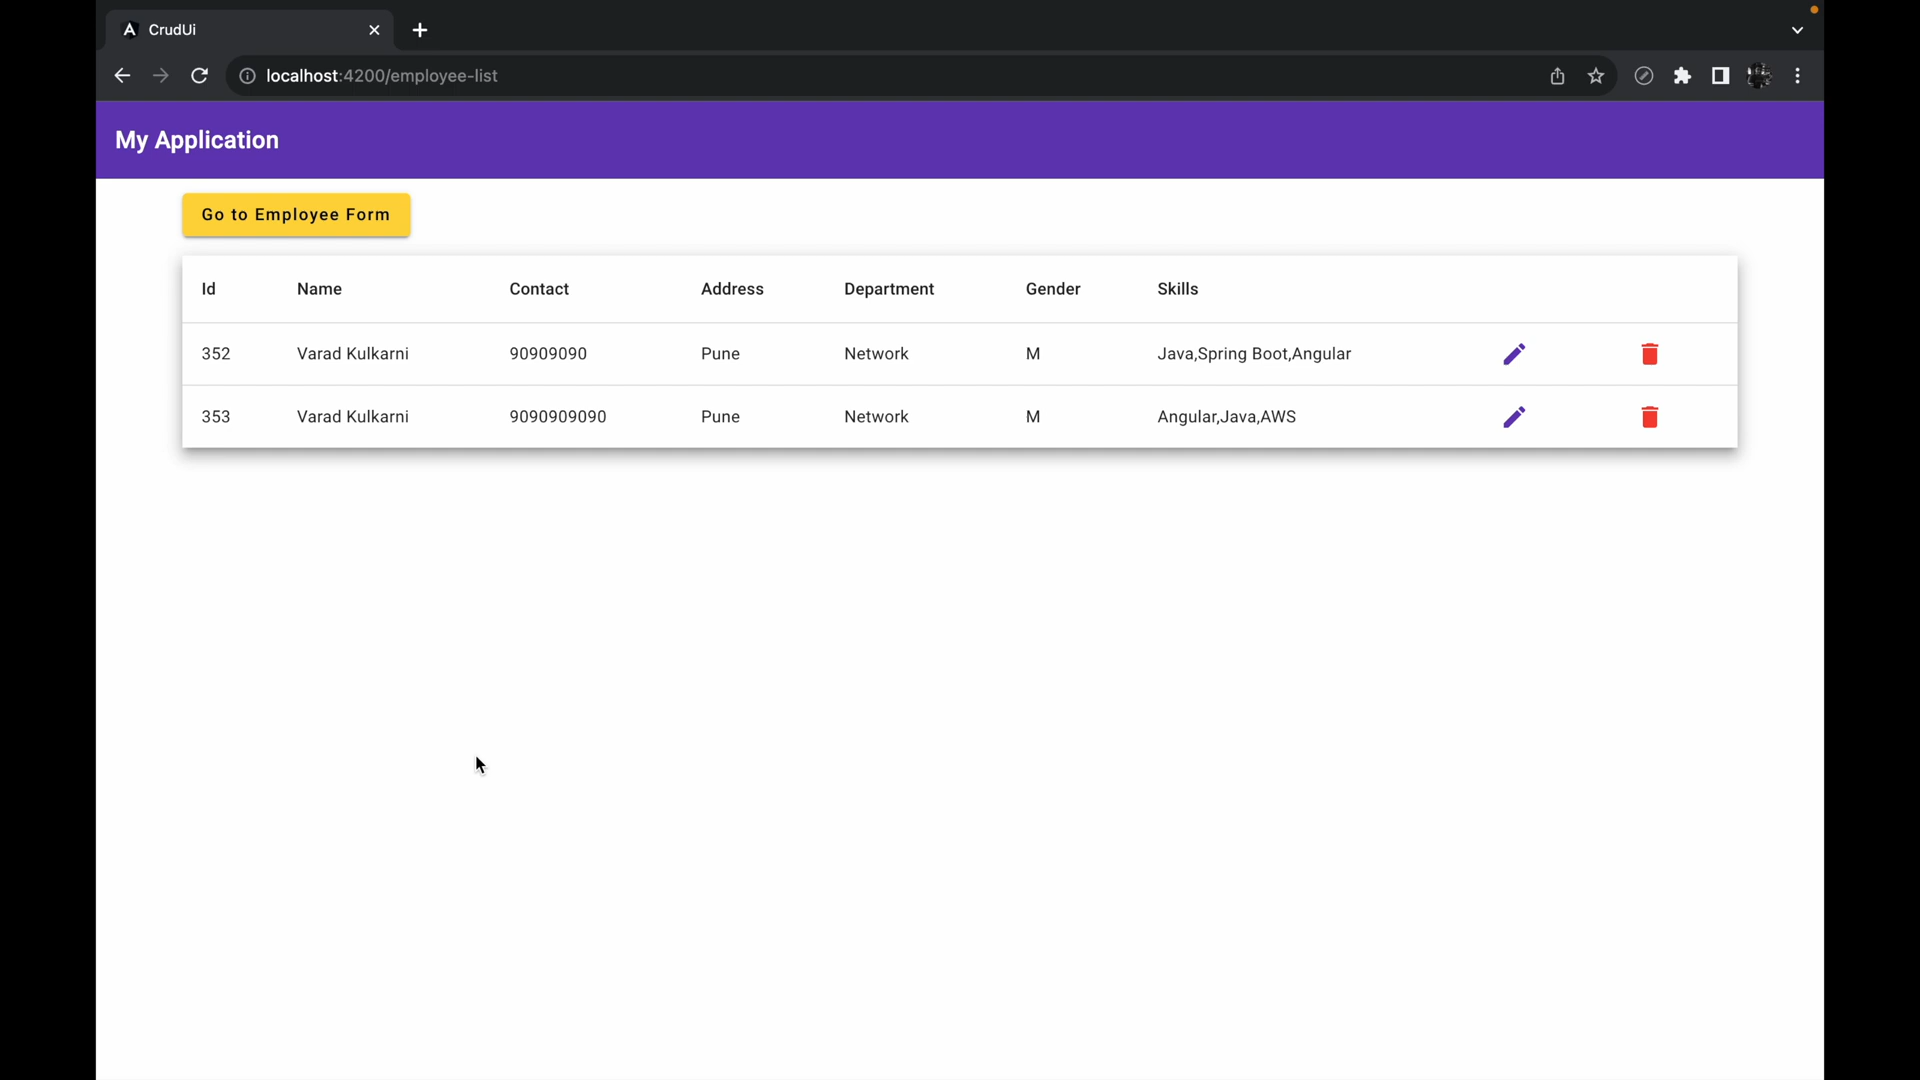 CrudUi
localhost:4200/employee-list
My Application
Go to Employee Form
Id Name Contact Address Department Gender Skills
352 Varad Kulkarni 90909090 Pune Network M Java,Spring Boot,Angular
353 Varad Kulkarni 9090909090 Pune Network M Angular,Java,AWS